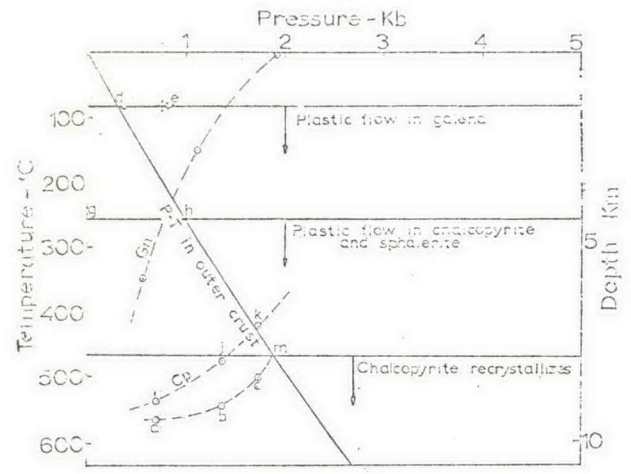 Pressure - Kb
1 2 3 4 5
100
Plastic flow in galena
200
g h
P-T in outer crust
Plastic flow in chalcopyrite
and sphalerite
300
Gn
5
Temperature - °C
Depth Km
400
k
m
500
Cp
Chalcopyrite recrystallizes
a b
600
10